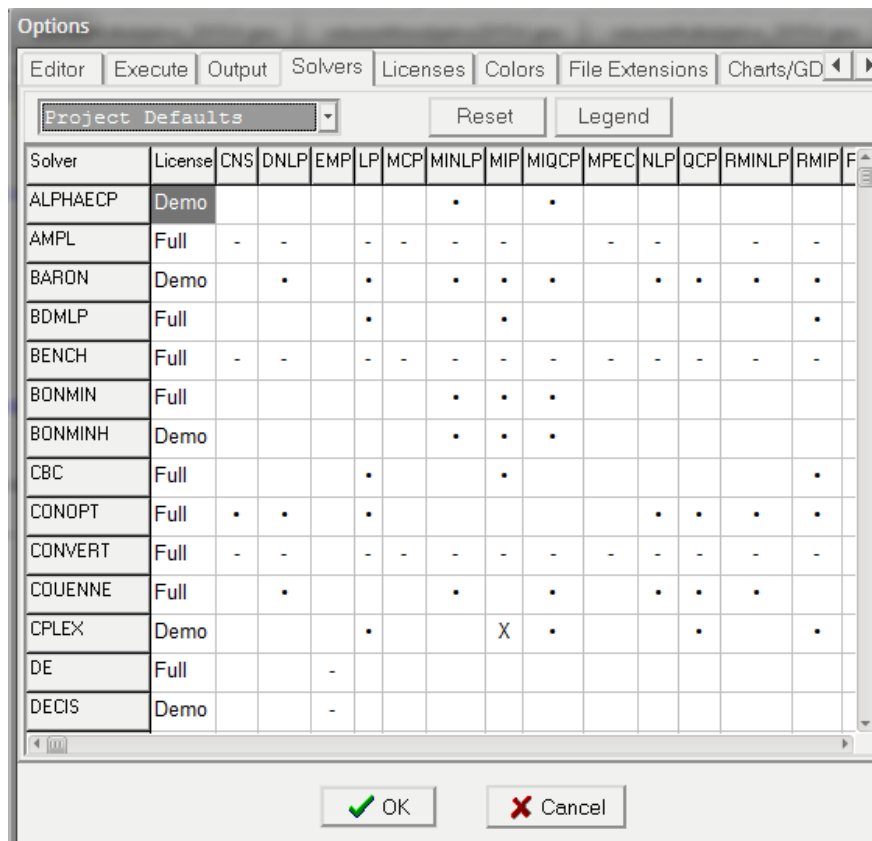 Options
Editor Execute Output Solvers Licenses Colors File Extensions Charts/GD
Project Defaults Reset Legend
Solver License CNS DNLP EMP LP MCP MINLP MIP MIQCP MPEC NLP QCP RMINLP RMIP F
ALPHAECP Demo • •
AMPL Full - - - - - - - - - -
BARON Demo • • • • • • • • •
BDMLP Full • • •
BENCH Full - - - - - - - - - - - -
BONMIN Full • • •
BONMINH Demo • • •
CBC Full • • •
CONOPT Full • • • • • • •
CONVERT Full - - - - - - - - - - - -
COUENNE Full • • • • • •
CPLEX Demo • X • • •
DE Full -
DECIS Demo -
OK Cancel